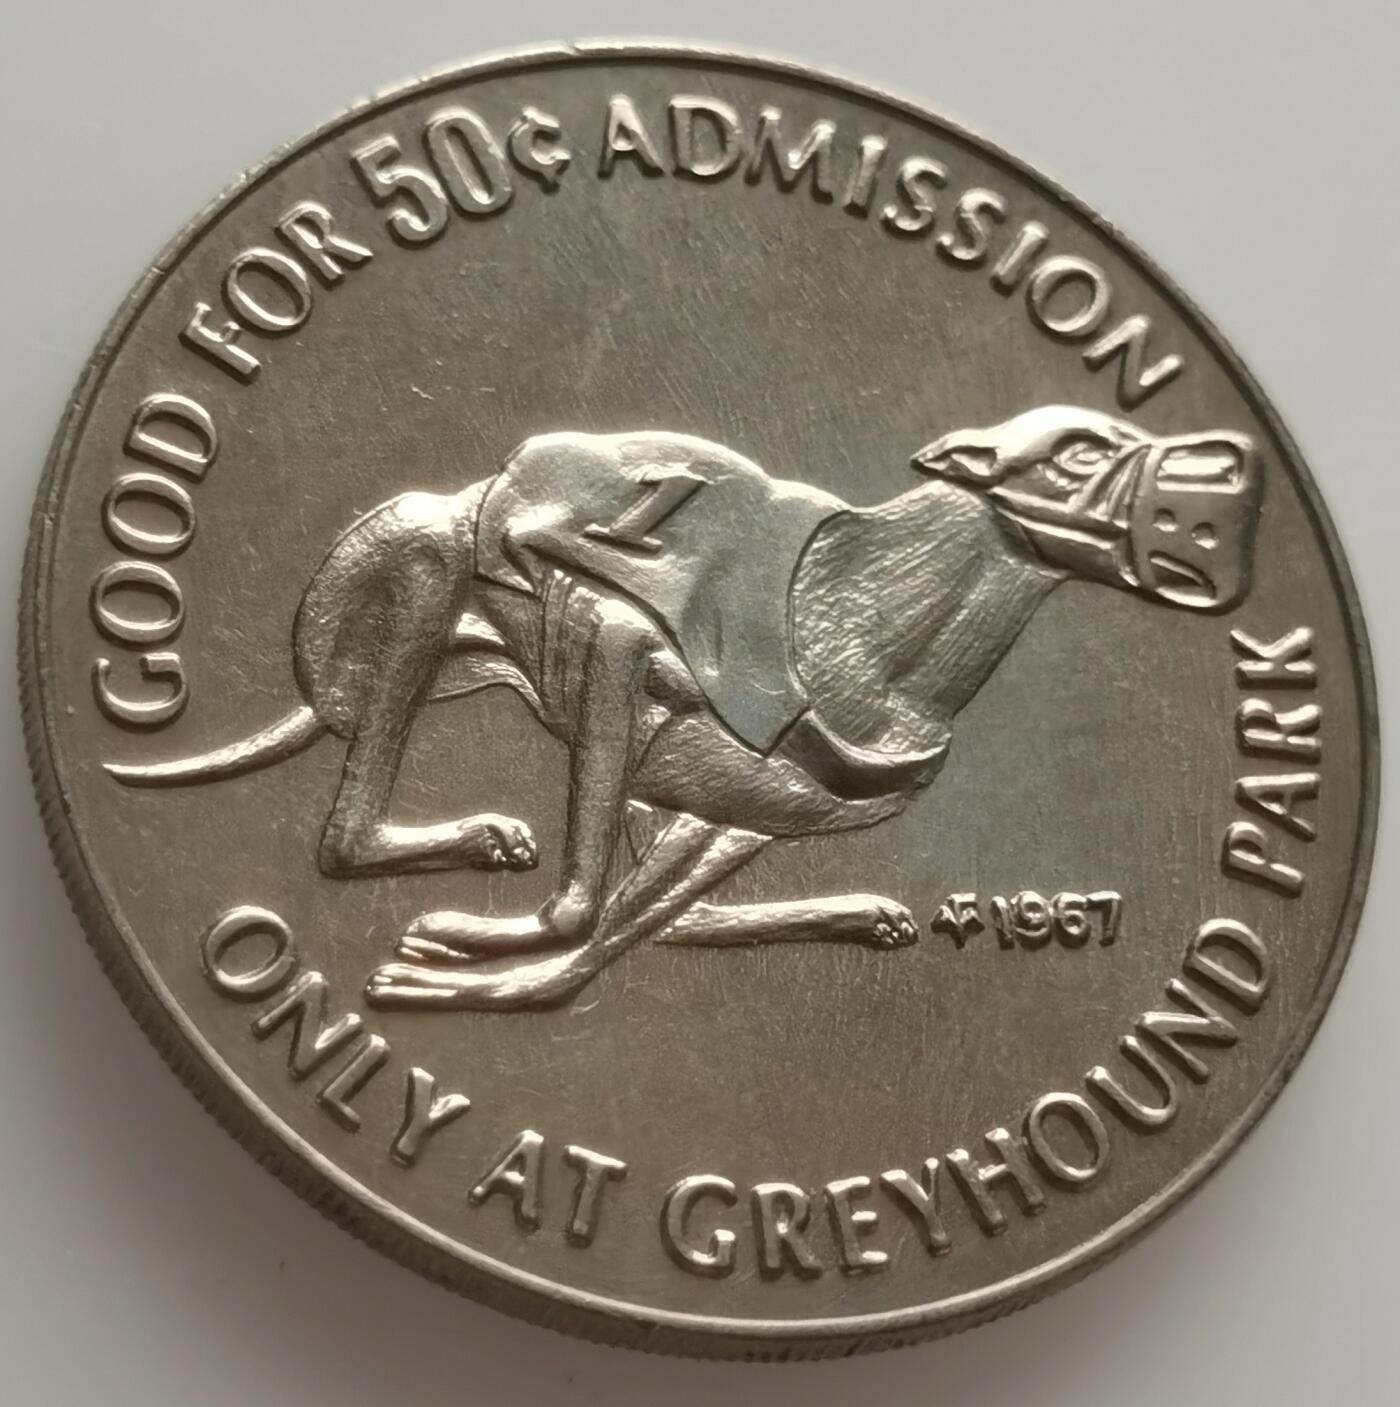 GOOD FOR 50¢ ADMISSION
1
1967
ONLY AT GREYHOUND PARK